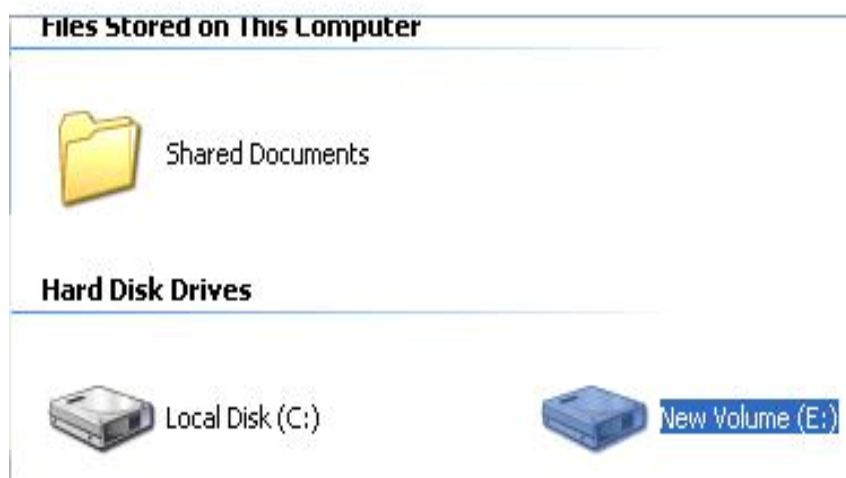 Files Stored on This Computer
Shared Documents
Hard Disk Drives
Local Disk (C:)
New Volume (E:)